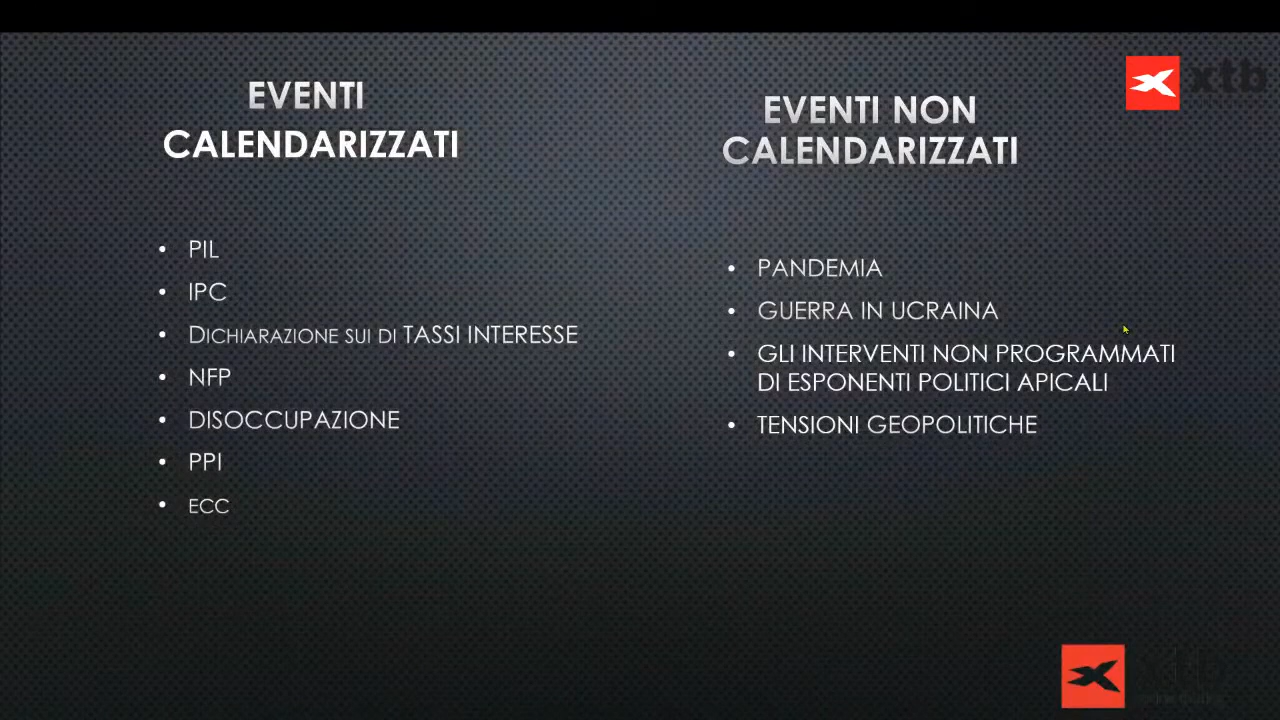 EVENTI
CALENDARIZZATI
• PIL
• IPC
• DICHIARAZIONE SUI DI TASSI INTERESSE
• NFP
• DISOCCUPAZIONE
• PPI
• ECC
xtb
EVENTI NON
CALENDARIZZATI
• PANDEMIA
• GUERRA IN UCRAINA
• GLI INTERVENTI NON PROGRAMMATI
DI ESPONENTI POLITICI APICALI
• TENSIONI GEOPOLITICHE
xtb